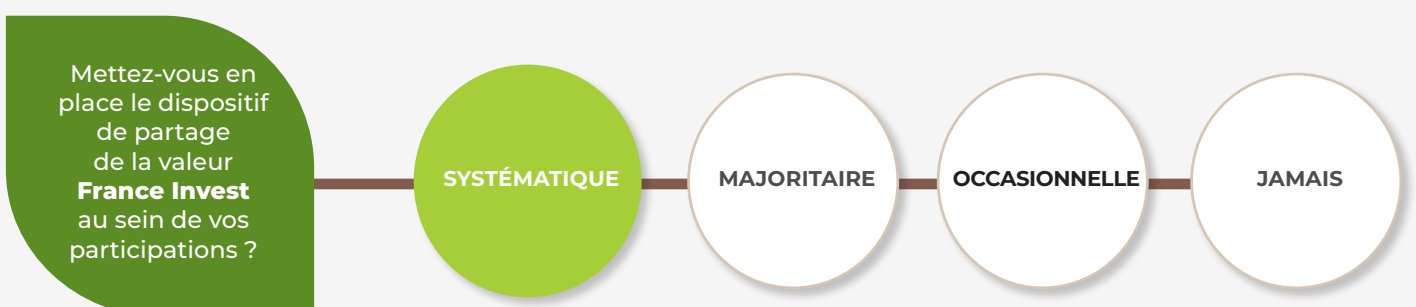 Mettez-vous en
place le dispositif
de partage
de la valeur
France Invest
au sein de vos
participations ?
SYSTÉMATIQUE
MAJORITAIRE
OCCASIONNELLE
JAMAIS